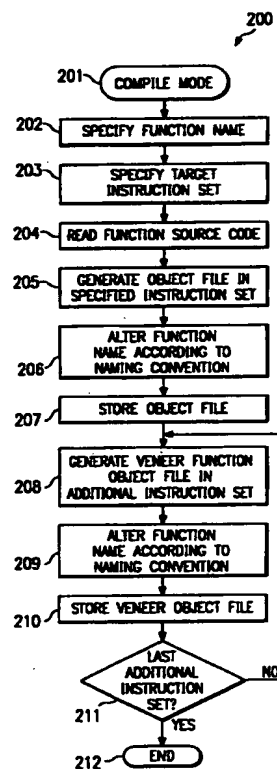 200
201
COMPILE MODE
202
SPECIFY FUNCTION NAME
203
SPECIFY TARGET
INSTRUCTION SET
204
READ FUNCTION SOURCE CODE
205
GENERATE OBJECT FILE IN
SPECIFIED INSTRUCTION SET
206
ALTER FUNCTION
NAME ACCORDING TO
NAMING CONVENTION
207
STORE OBJECT FILE
208
GENERATE VENEER FUNCTION
OBJECT FILE IN
ADDITIONAL INSTRUCTION SET
209
ALTER FUNCTION
NAME ACCORDING TO
NAMING CONVENTION
210
STORE VENEER OBJECT FILE
LAST
ADDITIONAL
INSTRUCTION
SET?
NO
211
YES
212
END